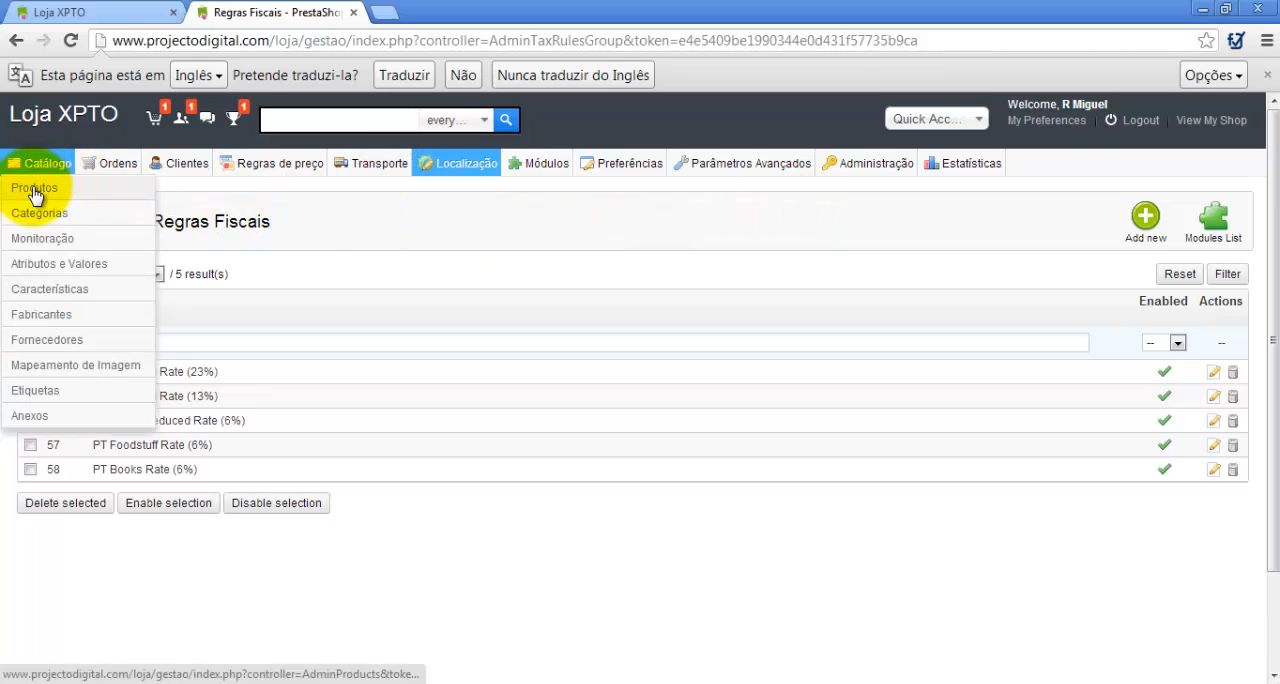 Loja XPTO
Regras Fiscais - PrestaSho
www.projectodigital.com/loja/gestao/index.php?controller=AdminTaxRulesGroup&token=e4e5409be1990344e0d431f57735b9ca
Esta página está em Inglês Pretende traduzi-la? Traduzir Não Nunca traduzir do Inglês Opções
Loja XPTO 1 1 1 every... Quick Acc... Welcome, R Miguel
My Preferences Logout View My Shop
Catálogo Ordens Clientes Regras de preço Transporte Localização Módulos Preferências Parâmetros Avançados Administração Estatísticas
Produtos
Categorias
Monitoração
Atributos e Valores
Características
Fabricantes
Fornecedores
Mapeamento de Imagem
Etiquetas
Anexos
Regras Fiscais
Add new Modules List
/ 5 result(s) Reset Filter
Enabled Actions
-- --
Rate (23%)
Rate (13%)
educed Rate (6%)
57 PT Foodstuff Rate (6%)
58 PT Books Rate (6%)
Delete selected Enable selection Disable selection
www.projectodigital.com/loja/gestao/index.php?controller=AdminProducts&toke...